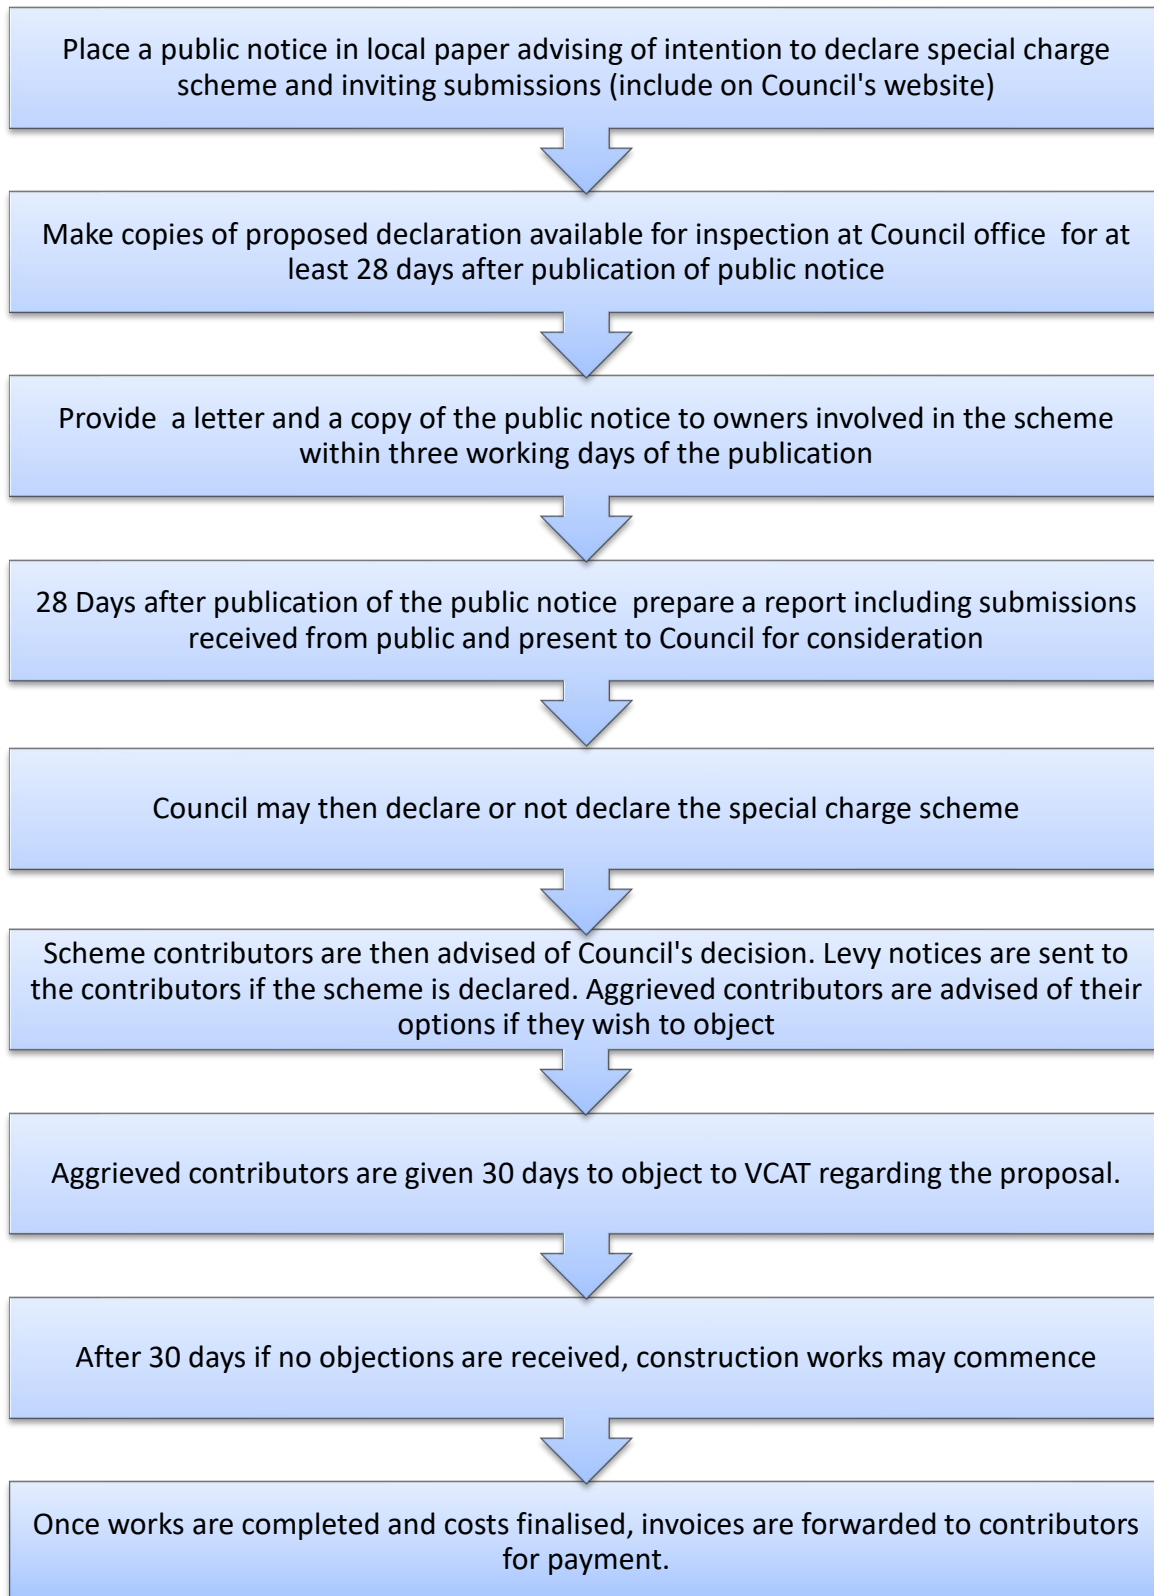 Place a public notice in local paper advising of intention to declare special charge
scheme and inviting submissions (include on Council's website)
Make copies of proposed declaration available for inspection at Council office  for at
least 28 days after publication of public notice
Provide  a letter and a copy of the public notice to owners involved in the scheme
within three working days of the publication
28 Days after publication of the public notice  prepare a report including submissions
received from public and present to Council for consideration
Council may then declare or not declare the special charge scheme
Scheme contributors are then advised of Council's decision. Levy notices are sent to
the contributors if the scheme is declared. Aggrieved contributors are advised of their
options if they wish to object
Aggrieved contributors are given 30 days to object to VCAT regarding the proposal.
After 30 days if no objections are received, construction works may commence
Once works are completed and costs finalised, invoices are forwarded to contributors
for payment.